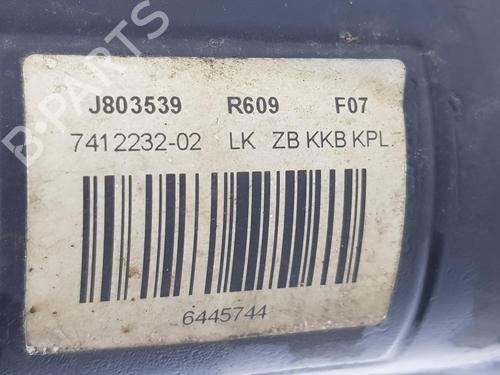 B-PARTS
J803539 R609 F07
7412232-02 LK ZB KKB KPL.
6445744